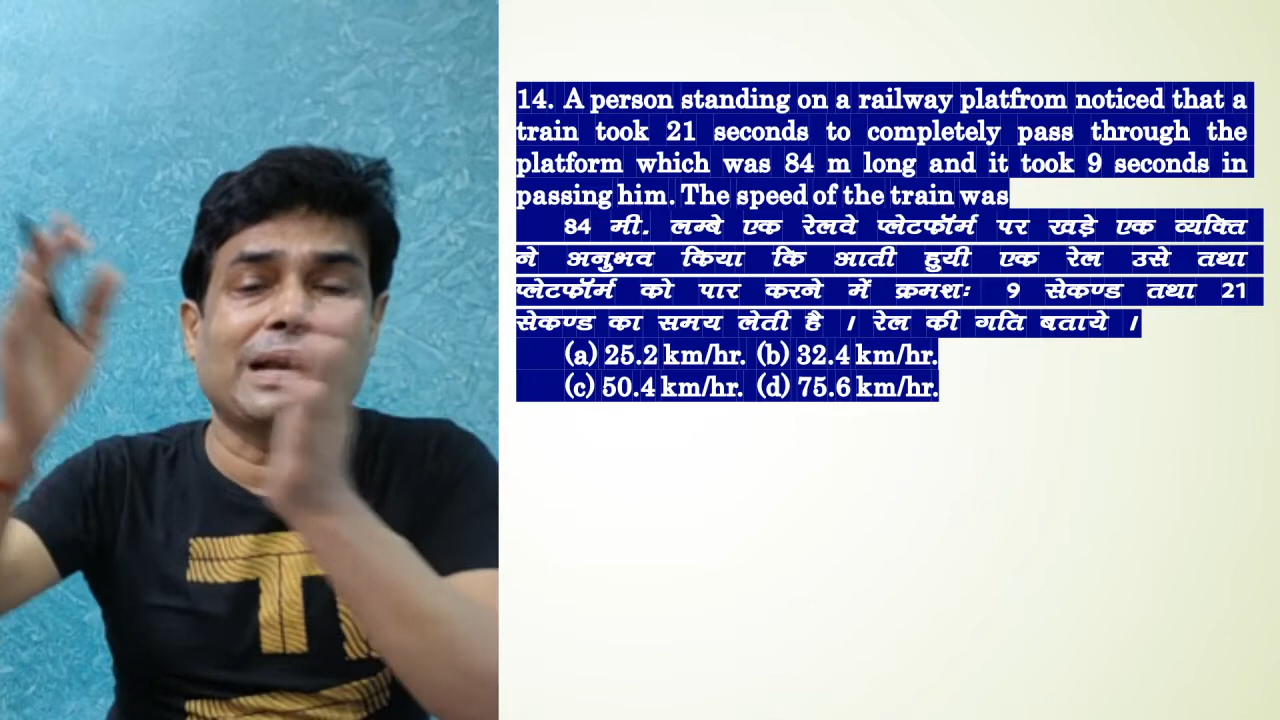 14. A person standing on a railway platfrom noticed that a
train took 21 seconds to completely pass through the
platform which was 84 m long and it took 9 seconds in
passing him. The speed of the train was
84 मी. लम्बे एक रेलवे प्लेटफॉर्म पर खड़े एक व्यक्ति
ने अनुभव किया कि आती हुयी एक रेल उसे तथा
प्लेटफॉर्म को पार करने में क्रमशः 9 सेकण्ड तथा 21
सेकण्ड का समय लेती है । रेल की गति बताये ।
(a) 25.2 km/hr. (b) 32.4 km/hr.
(c) 50.4 km/hr. (d) 75.6 km/hr.